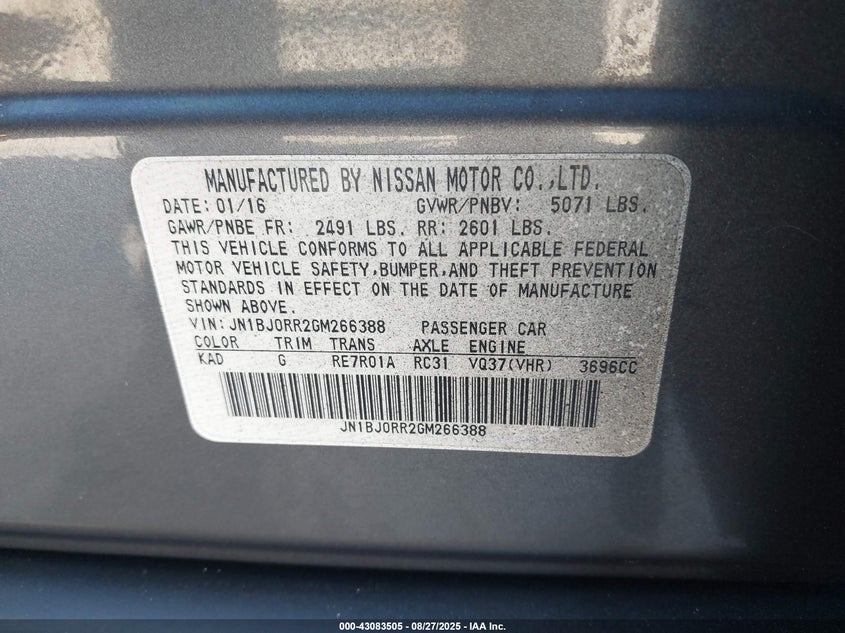 MANUFACTURED BY NISSAN MOTOR CO.,LTD.
DATE: 01/16 GVWR/PNBV: 5071 LBS.
GAWR/PNBE FR: 2491 LBS. RR: 2601 LBS.
THIS VEHICLE CONFORMS TO ALL APPLICABLE FEDERAL
MOTOR VEHICLE SAFETY,BUMPER,AND THEFT PREVENTION
STANDARDS IN EFFECT ON THE DATE OF MANUFACTURE
SHOWN ABOVE.
VIN: JN1BJ0RR2GM266388 PASSENGER CAR
COLOR TRIM TRANS AXLE ENGINE
KAD G RE7R01A RC31 VQ37(VHR) 3696CC
JN1BJ0RR2GM266388
000-43083505 - 08/27/2025 - IAA Inc.